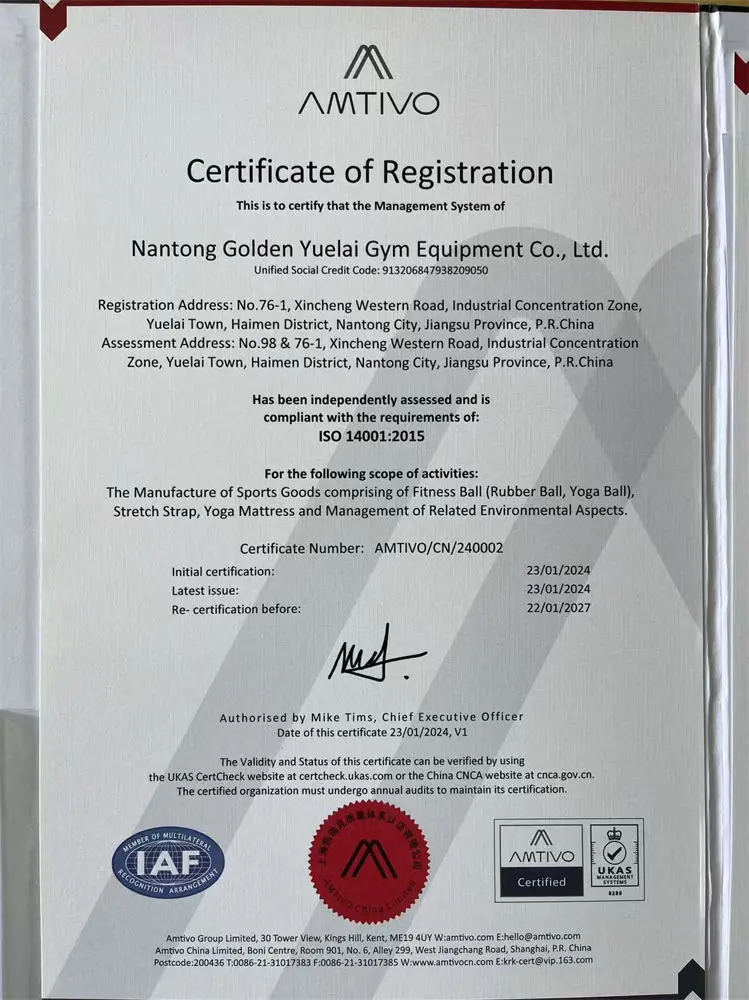 AMTIVO
Certificate of Registration
This is to certify that the Management System of
Nantong Golden Yuelai Gym Equipment Co., Ltd.
Unified Social Credit Code: 913206847938209050
Registration Address: No.76-1, Xincheng Western Road, Industrial Concentration Zone,
Yuelai Town, Haimen District, Nantong City, Jiangsu Province, P.R.China
Assessment Address: No.98 & 76-1, Xincheng Western Road, Industrial Concentration
Zone, Yuelai Town, Haimen District, Nantong City, Jiangsu Province, P.R.China
Has been independently assessed and is
compliant with the requirements of:
ISO 14001:2015
For the following scope of activities:
The Manufacture of Sports Goods comprising of Fitness Ball (Rubber Ball, Yoga Ball),
Stretch Strap, Yoga Mattress and Management of Related Environmental Aspects.
Certificate Number: AMTIVO/CN/240002
Initial certification: 23/01/2024
Latest issue: 23/01/2024
Re- certification before: 22/01/2027
Authorised by Mike Tims, Chief Executive Officer
Date of this certificate 23/01/2024, V1
The Validity and Status of this certificate can be verified by using
the UKAS CertCheck website at certcheck.ukas.com or the China CNCA website at cnca.gov.cn.
The certified organization must undergo annual audits to maintain its certification.
MEMBER OF MULTILATERAL
IAF
RECOGNITION ARRANGEMENT
AMTIVO China Limited
AMTIVO
Certified
UKAS
MANAGEMENT
SYSTEMS
Amtivo Group Limited, 30 Tower View, Kings Hill, Kent, ME19 4UY W:amtivo.com E:hello@amtivo.com
Amtivo China Limited, Boni Centre, Room 901, No. 6, Alley 299, West Jiangchang Road, Shanghai, P.R. China
Postcode:200436 T:0086-21-31017383 F:0086-21-31017385 W:www.amtivocn.com E:krk-cert@vip.163.com